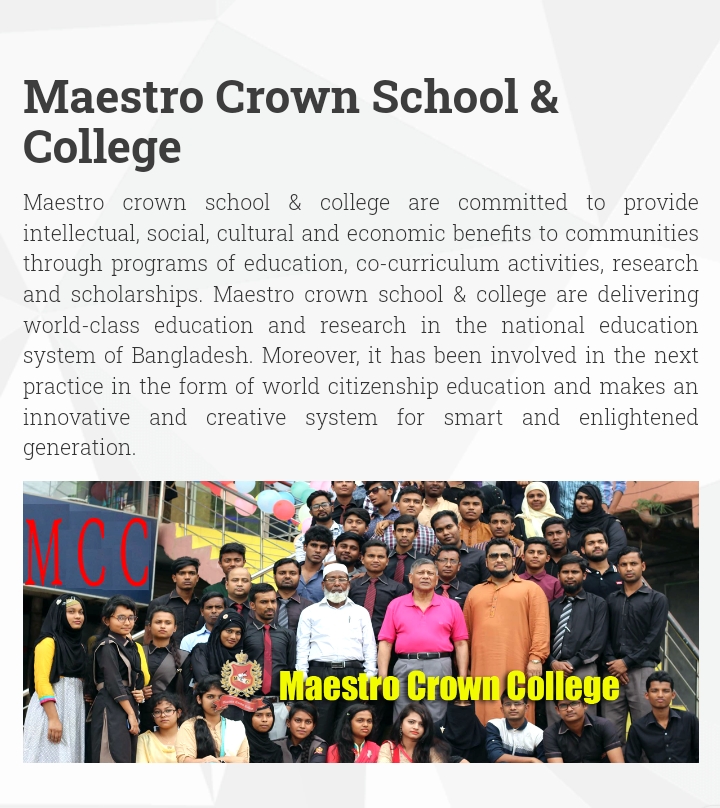 Maestro Crown School &
College
Maestro crown school & college are committed to provide
intellectual, social, cultural and economic benefits to communities
through programs of education, co-curriculum activities, research
and scholarships. Maestro crown school & college are delivering
world-class education and research in the national education
system of Bangladesh. Moreover, it has been involved in the next
practice in the form of world citizenship education and makes an
innovative and creative system for smart and enlightened
generation.
MCC
Maestro Crown College